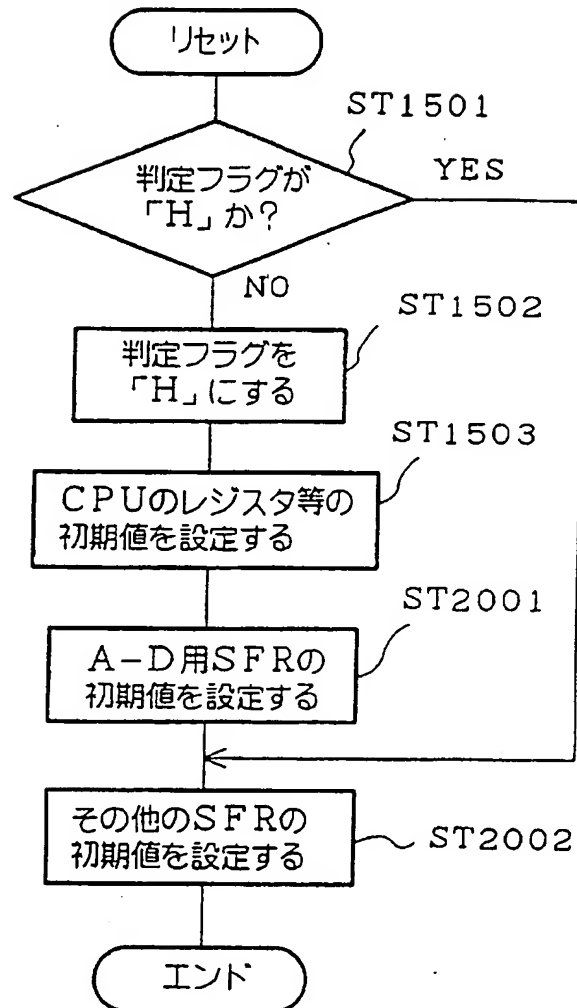 リセット
ST1501
判定フラグが
「H」か?
YES
NO
ST1502
判定フラグを
「H」にする
ST1503
CPUのレジスタ等の
初期値を設定する
ST2001
A-D用SFRの
初期値を設定する
その他のSFRの
初期値を設定する
ST2002
エンド